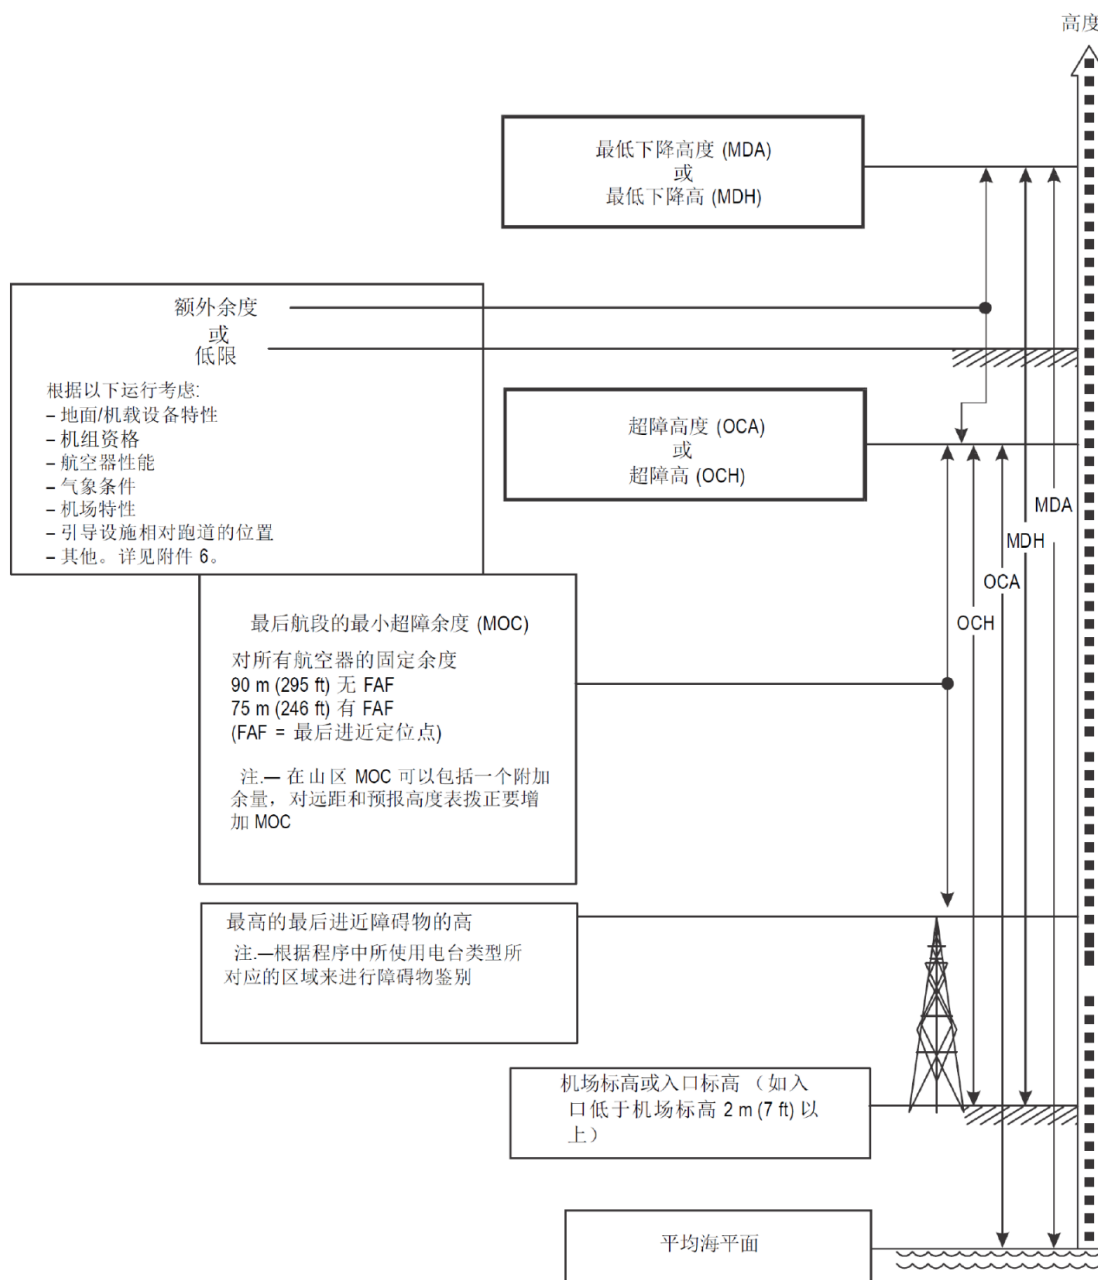 高度
最低下降高度 (MDA)
或
最低下降高 (MDH)
额外余度
或
低限
根据以下运行考虑:
– 地面/机载设备特性
– 机组资格
– 航空器性能
– 气象条件
– 机场特性
– 引导设施相对跑道的位置
– 其他。详见附件 6。
超障高度 (OCA)
或
超障高 (OCH)
MDA
MDH
OCA
OCH
最后航段的最小超障余度 (MOC)
对所有航空器的固定余度
90 m (295 ft) 无 FAF
75 m (246 ft) 有 FAF
(FAF = 最后进近定位点)
注.— 在山区 MOC 可以包括一个附加
余量，对远距和预报高度表拨正要增
加 MOC
最高的最后进近障碍物的高
注.—根据程序中所使用电台类型所
对应的区域来进行障碍物鉴别
机场标高或入口标高（如入
口低于机场标高 2 m (7 ft) 以
上）
平均海平面